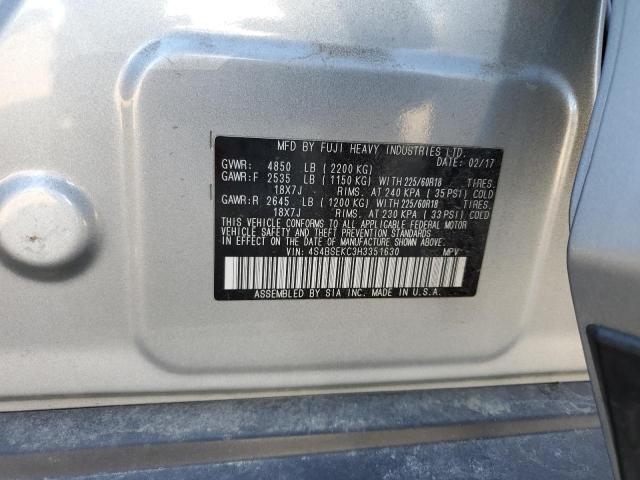 MFD BY FUJI HEAVY INDUSTRIES LTD.
DATE: 02/17
GVWR: 4850 LB (2200 KG)
GAWR:F 2535 LB (1150 KG) WITH 225/60R18 TIRES.
18X7J RIMS. AT 240 KPA (35 PSI) COLD
GAWR:R 2645 LB (1200 KG) WITH 225/60R18 TIRES.
18X7J RIMS. AT 230 KPA (33 PSI) COLD
THIS VEHICLE CONFORMS TO ALL APPLICABLE FEDERAL MOTOR
VEHICLE SAFETY AND THEFT PREVENTION STANDARDS
IN EFFECT ON THE DATE OF MANUFACTURE SHOWN ABOVE.
VIN: 4S4BSEKC3H3351630 MPV
ASSEMBLED BY SIA INC. MADE IN U.S.A.